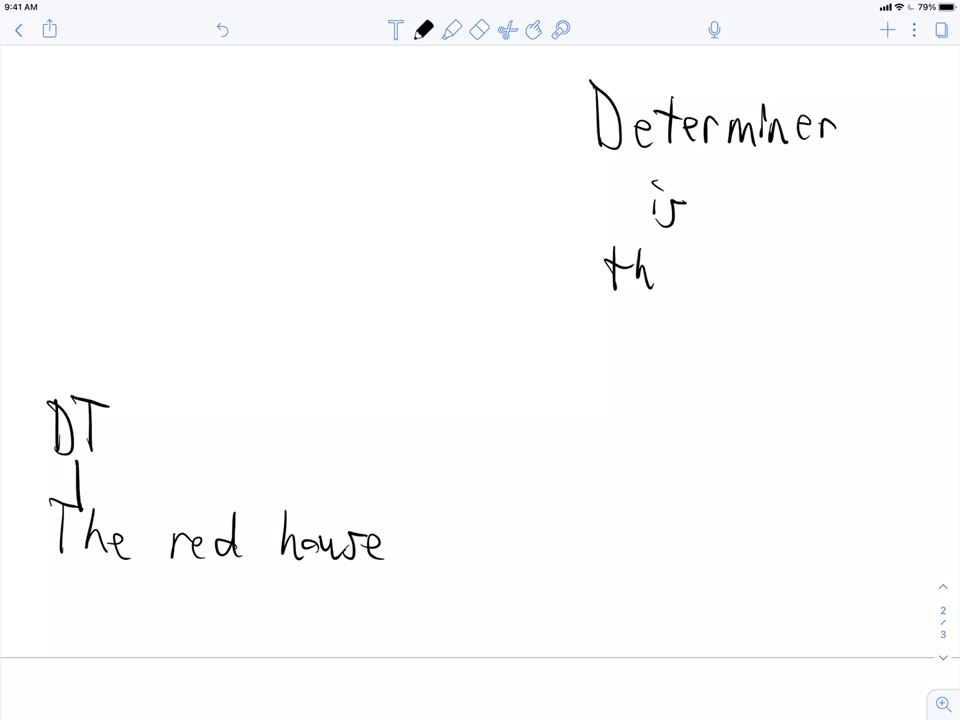 9:41 AM
79%
Determiner
is
th
DT
The red house
2
/
3